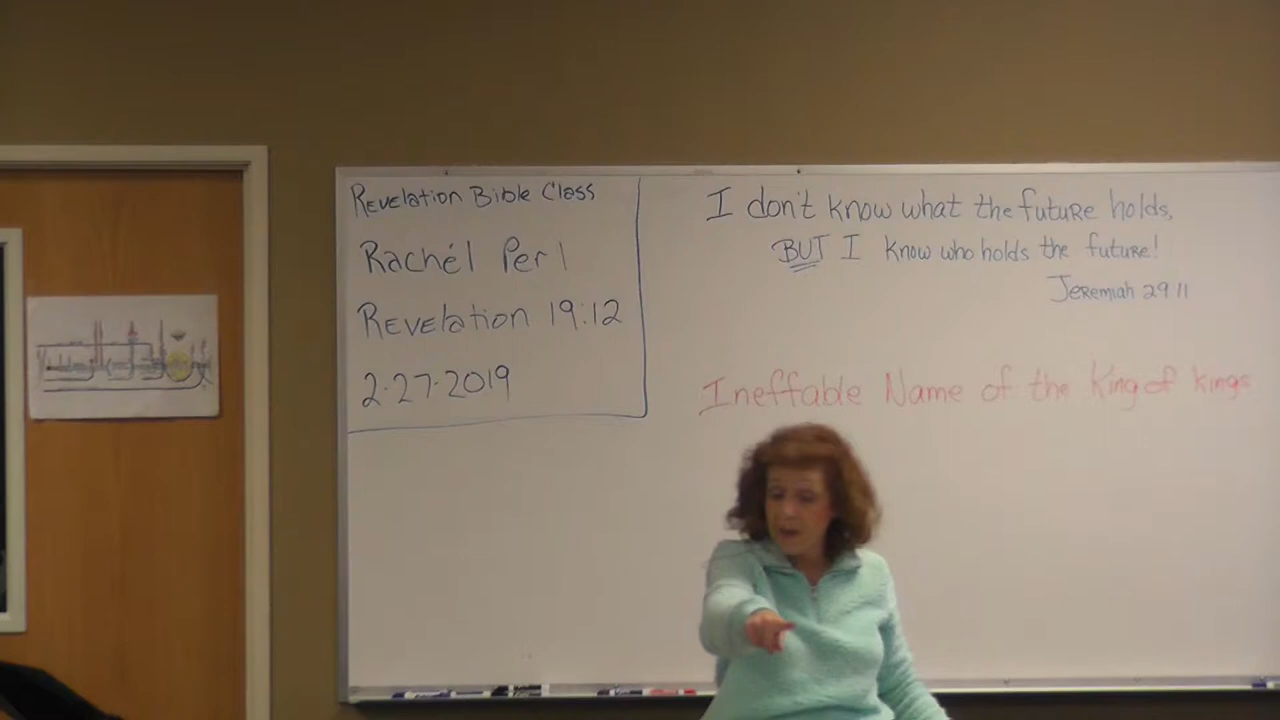 Revelation Bible Class
Rachél Perl
Revelation 19:12
2-27-2019
I don't know what the future holds,
BUT I know who holds the future!
Jeremiah 29 11
Ineffable Name of the King of kings